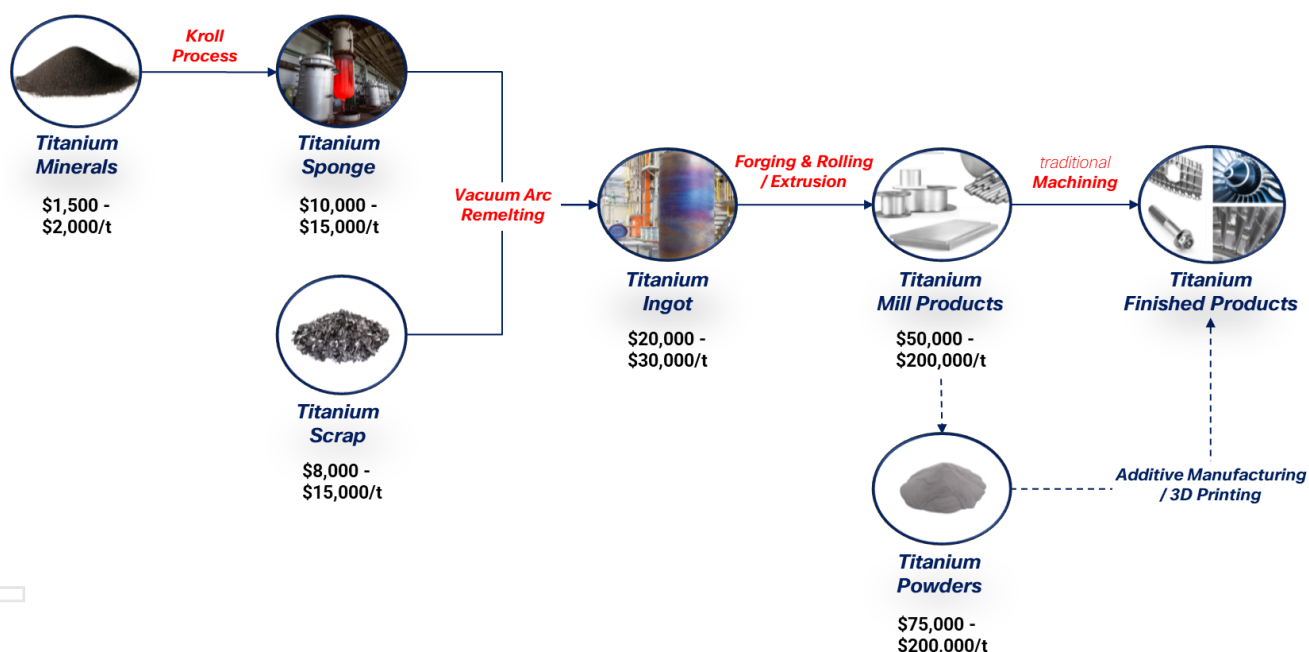 Kroll
Process
Titanium
Minerals
$1,500 -
$2,000/t
Titanium
Sponge
$10,000 -
$15,000/t
Vacuum Arc
Remelting
Titanium
Scrap
$8,000 -
$15,000/t
Titanium
Ingot
$20,000 -
$30,000/t
Forging & Rolling
/ Extrusion
Titanium
Mill Products
$50,000 -
$200,000/t
traditional
Machining
Titanium
Finished Products
Additive Manufacturing
/ 3D Printing
Titanium
Powders
$75,000 -
$200,000/t